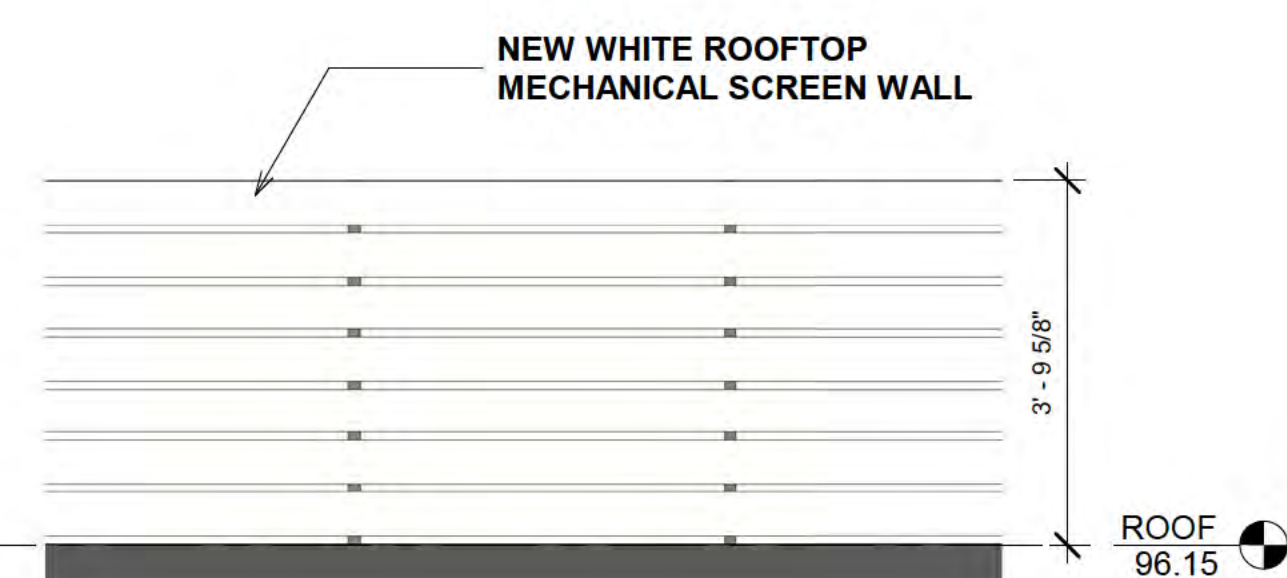 NEW WHITE ROOFTOP
MECHANICAL SCREEN WALL
3' - 9 5/8"
ROOF
96.15